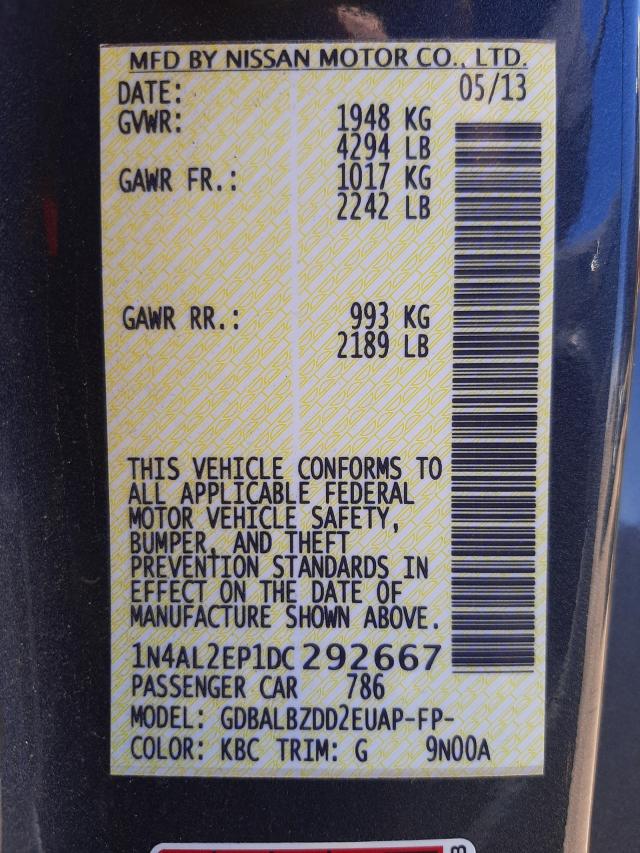 MFD BY NISSAN MOTOR CO., LTD.
DATE: 05/13
GVWR: 1948 KG
4294 LB
GAWR FR.: 1017 KG
2242 LB
GAWR RR.: 993 KG
2189 LB
THIS VEHICLE CONFORMS TO
ALL APPLICABLE FEDERAL
MOTOR VEHICLE SAFETY,
BUMPER, AND THEFT
PREVENTION STANDARDS IN
EFFECT ON THE DATE OF
MANUFACTURE SHOWN ABOVE.
1N4AL2EP1DC292667
PASSENGER CAR 786
MODEL: GDBALBZDD2EUAP-FP-
COLOR: KBC TRIM: G 9N00A